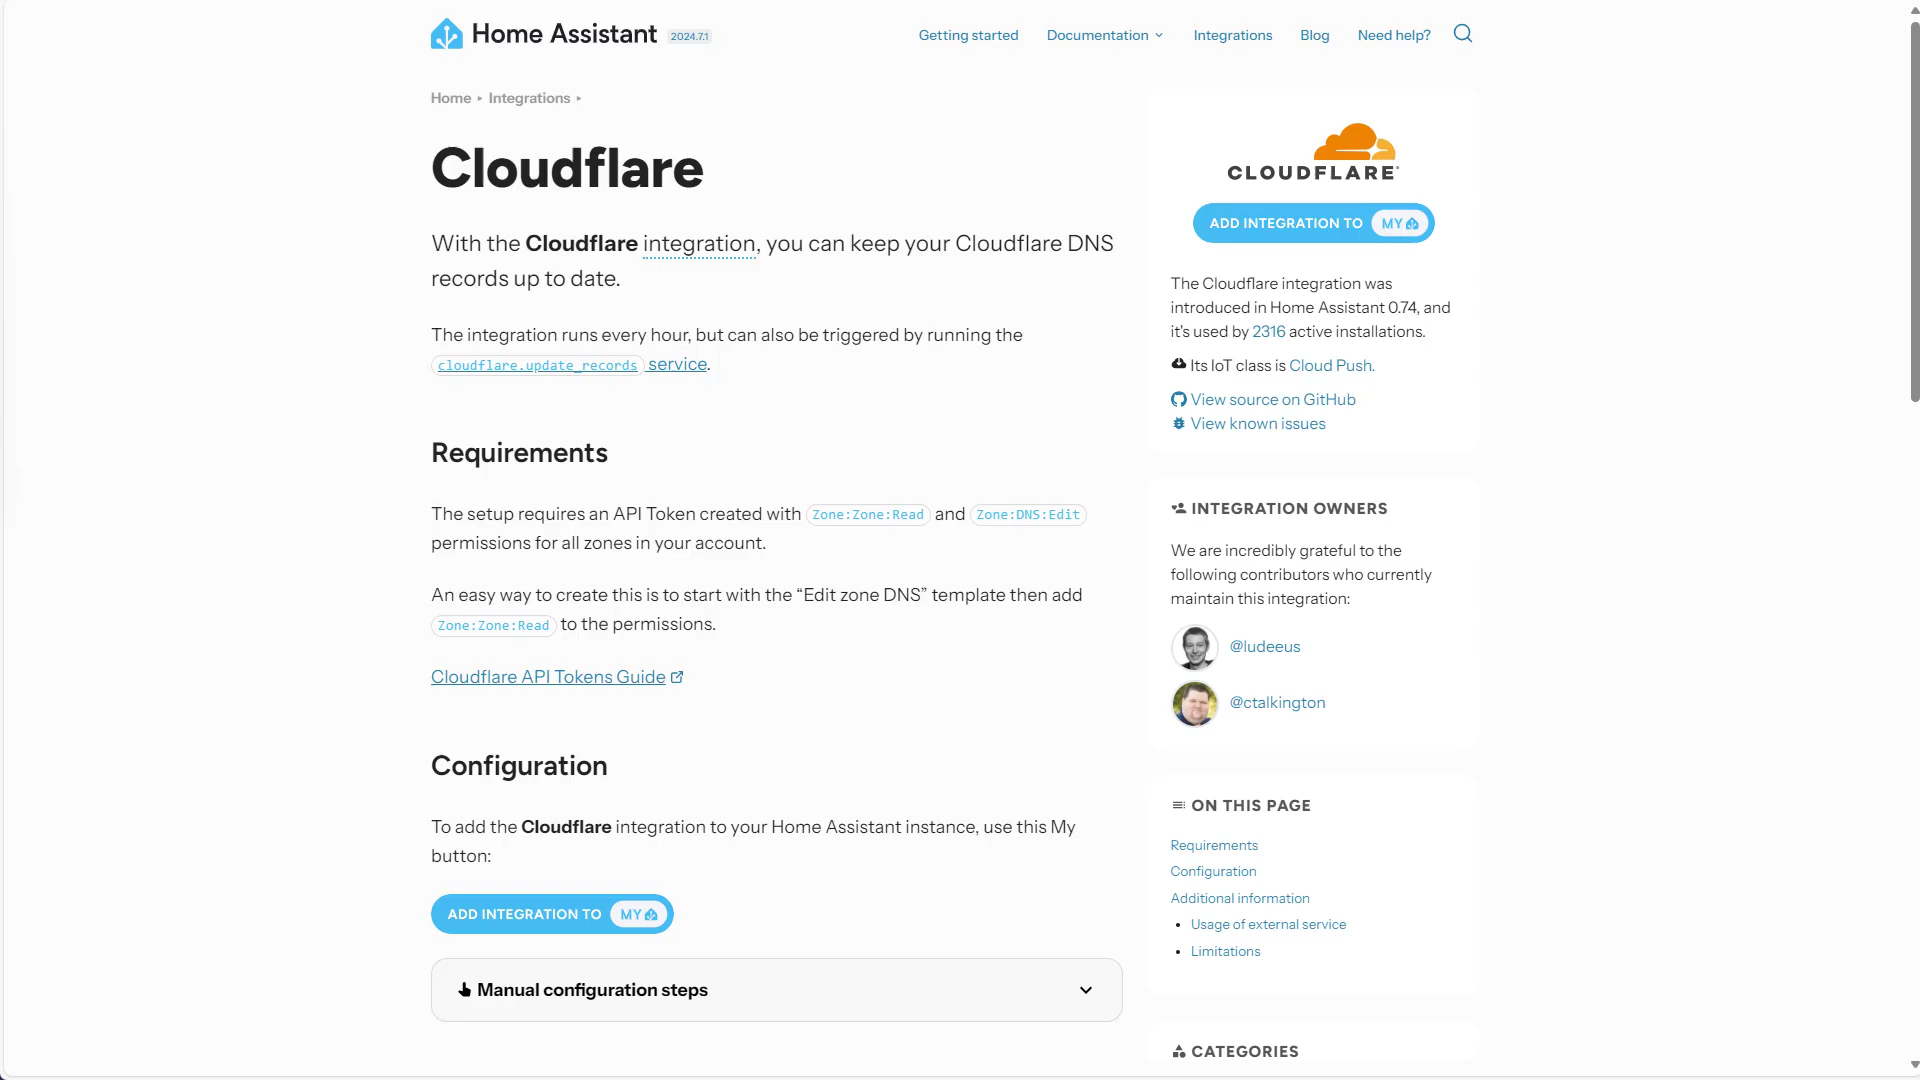 Home Assistant 2024.7.1
Getting started Documentation Integrations Blog Need help?
Home ▸ Integrations ▸
Cloudflare
With the Cloudflare integration, you can keep your Cloudflare DNS
records up to date.
The integration runs every hour, but can also be triggered by running the
cloudflare.update_records service.
Requirements
The setup requires an API Token created with Zone:Zone:Read and Zone:DNS:Edit
permissions for all zones in your account.
An easy way to create this is to start with the “Edit zone DNS” template then add
Zone:Zone:Read to the permissions.
Cloudflare API Tokens Guide
Configuration
To add the Cloudflare integration to your Home Assistant instance, use this My
button:
ADD INTEGRATION TO MY
Manual configuration steps
CLOUDFLARE
ADD INTEGRATION TO MY
The Cloudflare integration was
introduced in Home Assistant 0.74, and
it's used by 2316 active installations.
Its IoT class is Cloud Push.
View source on GitHub
View known issues
INTEGRATION OWNERS
We are incredibly grateful to the
following contributors who currently
maintain this integration:
@ludeeus
@ctalkington
ON THIS PAGE
Requirements
Configuration
Additional information
• Usage of external service
• Limitations
CATEGORIES